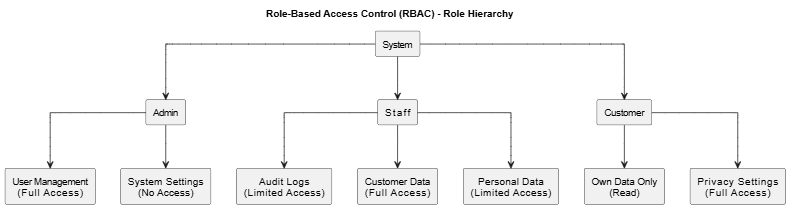 Role-Based Access Control (RBAC) - Role Hierarchy
System
Admin
Staff
Customer
User Management
(Full Access)
System Settings
(No Access)
Audit Logs
(Limited Access)
Customer Data
(Full Access)
Personal Data
(Limited Access)
Own Data Only
(Read)
Privacy Settings
(Full Access)